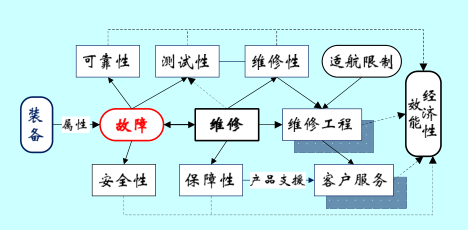 可靠性
测试性
维修性
适航限制
装备
属性
故障
维修
维修工程
效能
经济性
安全性
保障性
产品支援
客户服务